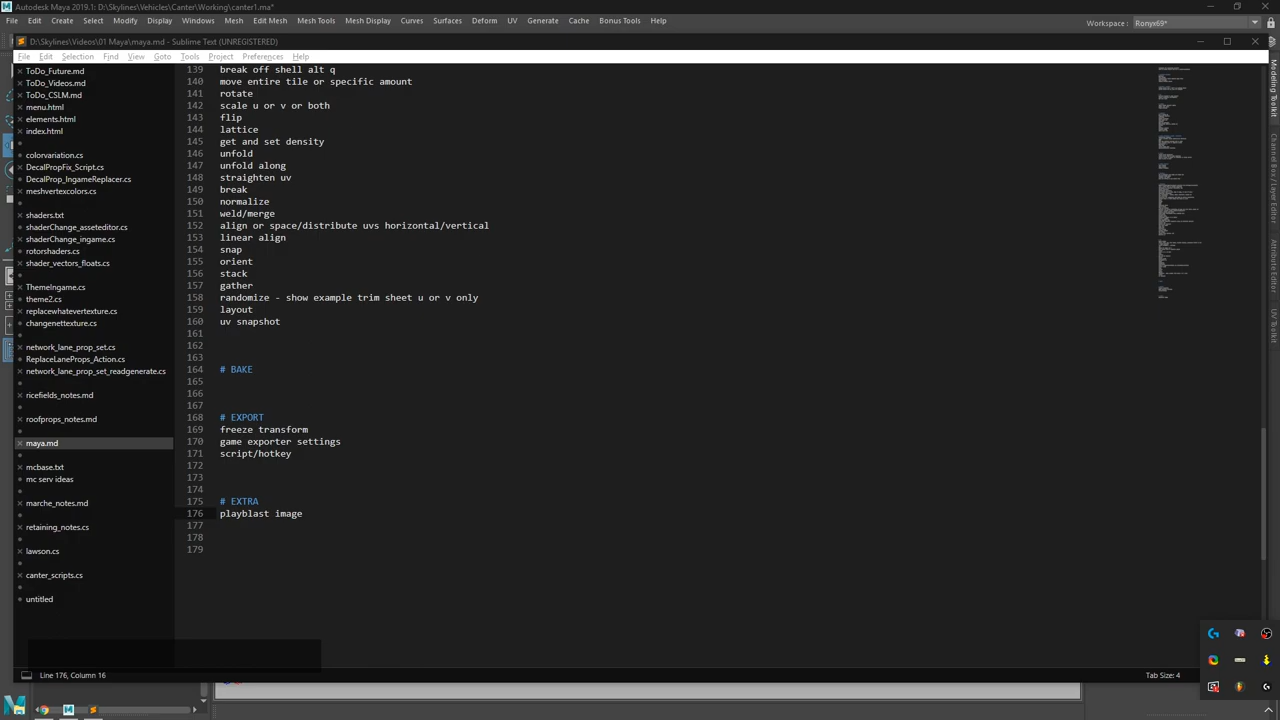 Autodesk Maya 2019.1: D:\Skylines\Vehicles\Canter\Working\canter1.ma*
File Edit Create Select Modify Display Windows Mesh Edit Mesh Mesh Tools Mesh Display Curves Surfaces Deform UV Generate Cache Bonus Tools Help
Workspace : Ronyx69*
D:\Skylines\Videos\01 Maya\maya.md - Sublime Text (UNREGISTERED)
File Edit Selection Find View Goto Tools Project Preferences Help
ToDo_Future.md
ToDo_Videos.md
ToDo_CSLM.md
menu.html
elements.html
index.html
colorvariation.cs
DecalPropFix_Script.cs
DecalProp_IngameReplacer.cs
meshvertexcolors.cs
shaders.txt
shaderChange_asseteditor.cs
shaderChange_ingame.cs
rotorshaders.cs
shader_vectors_floats.cs
ThemeIngame.cs
theme2.cs
replacewhatevertexture.cs
changenettexture.cs
network_lane_prop_set.cs
ReplaceLaneProps_Action.cs
network_lane_prop_set_readgenerate.cs
ricefields_notes.md
roofprops_notes.md
maya.md
mcbase.txt
mc serv ideas
marche_notes.md
retaining_notes.cs
lawson.cs
canter_scripts.cs
untitled
139 break off shell alt q
140 move entire tile or specific amount
141 rotate
142 scale u or v or both
143 flip
144 lattice
145 get and set density
146 unfold
147 unfold along
148 straighten uv
149 break
150 normalize
151 weld/merge
152 align or space/distribute uvs horizontal/vertical
153 linear align
154 snap
155 orient
156 stack
157 gather
158 randomize - show example trim sheet u or v only
159 layout
160 uv snapshot
161
162
163
164 # BAKE
165
166
167
168 # EXPORT
169 freeze transform
170 game exporter settings
171 script/hotkey
172
173
174
175 # EXTRA
176 playblast image
177
178
179
Modeling Toolkit
Channel Box / Layer Editor
Attribute Editor
UV Toolkit
Line 176, Column 16
Tab Size: 4